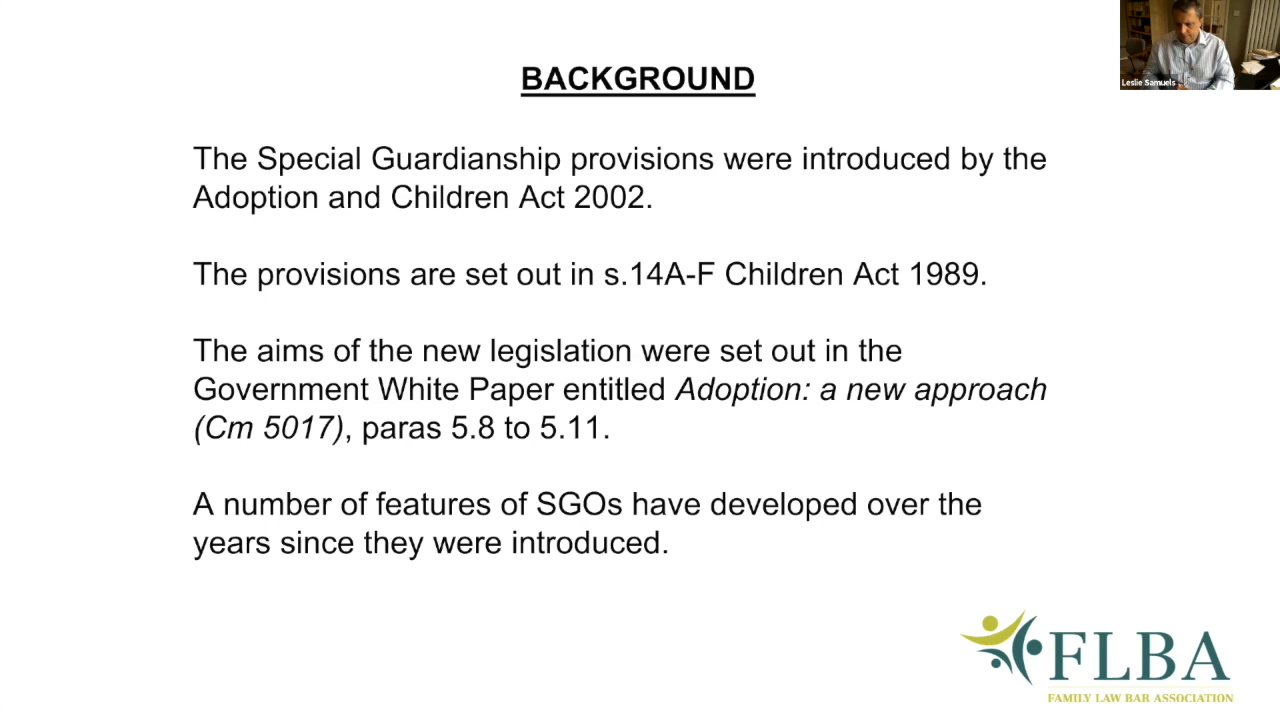 Leslie Samuels
BACKGROUND
The Special Guardianship provisions were introduced by the
Adoption and Children Act 2002.
The provisions are set out in s.14A-F Children Act 1989.
The aims of the new legislation were set out in the
Government White Paper entitled Adoption: a new approach
(Cm 5017), paras 5.8 to 5.11.
A number of features of SGOs have developed over the
years since they were introduced.
FLBA
FAMILY LAW BAR ASSOCIATION